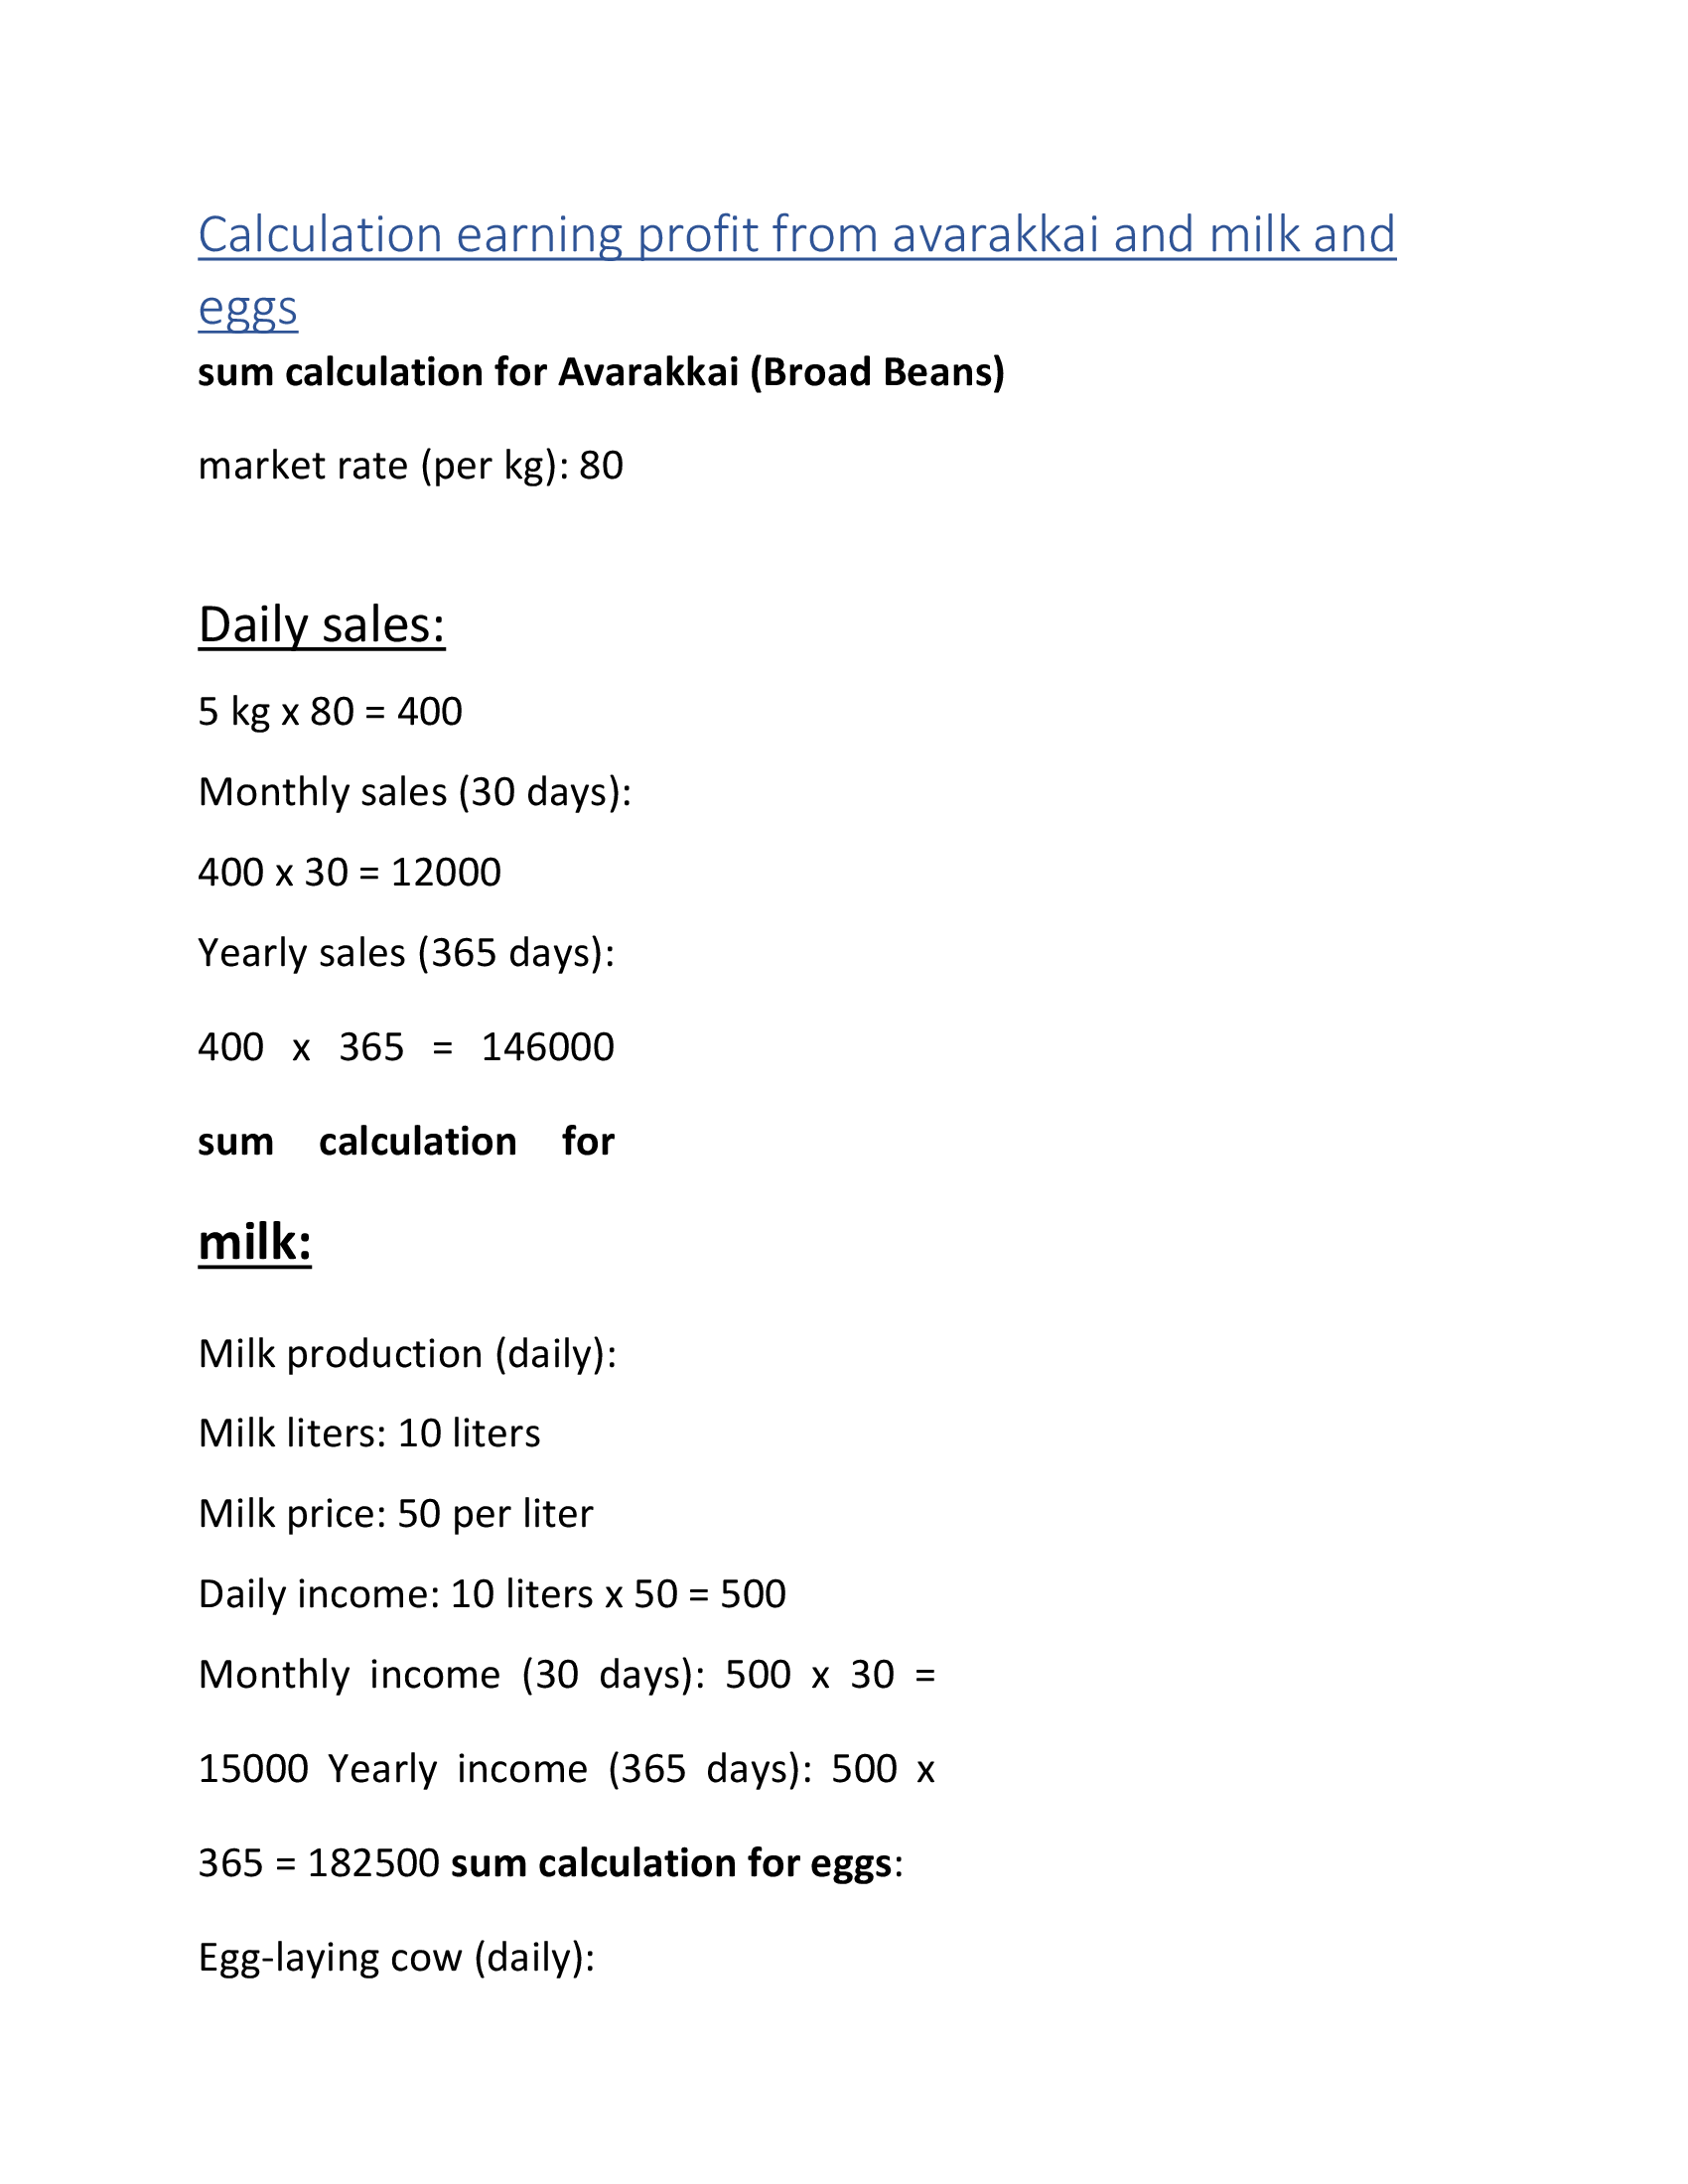 Calculation earning profit from avarakkai and milk and
eggs
sum calculation for Avarakkai (Broad Beans)
market rate (per kg): 80
Daily sales:
5 kg x 80 = 400
Monthly sales (30 days):
400 x 30 = 12000
Yearly sales (365 days):
400 x 365 = 146000
sum calculation for
milk:
Milk production (daily):
Milk liters: 10 liters
Milk price: 50 per liter
Daily income: 10 liters x 50 = 500
Monthly income (30 days): 500 x 30 =
15000 Yearly income (365 days): 500 x
365 = 182500 sum calculation for eggs:
Egg-laying cow (daily):